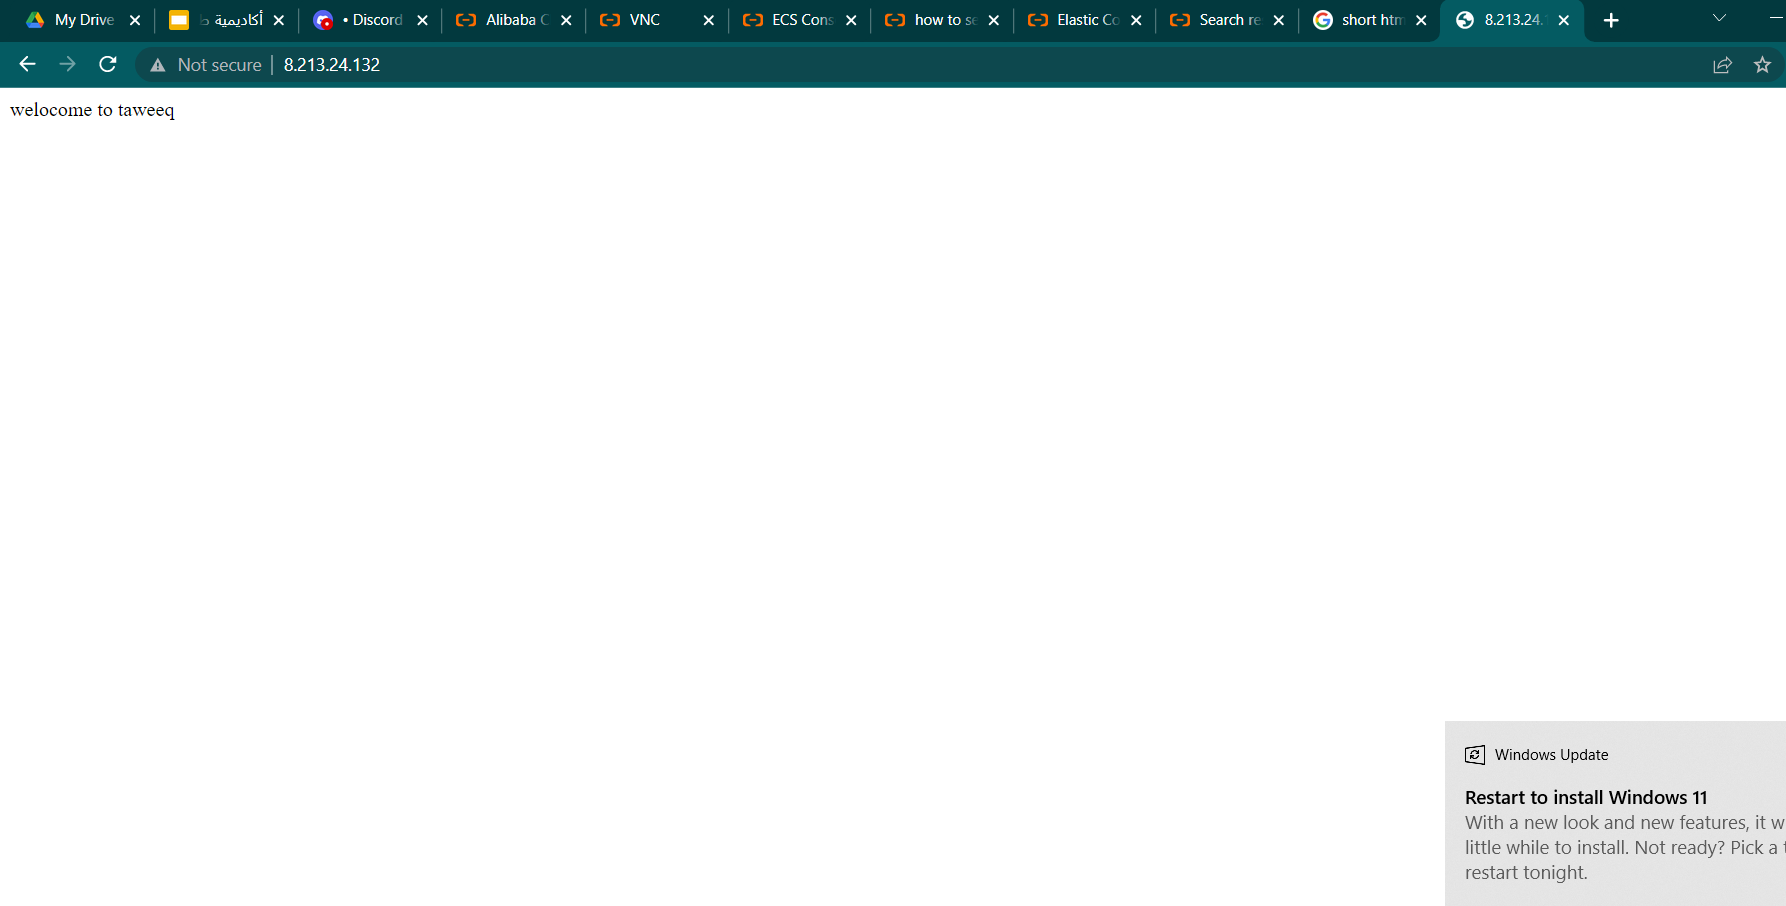 My Drive
أكاديمية ط
• Discord
Alibaba C
VNC
ECS Cons
how to se
Elastic Co
Search re
short htm
8.213.24.
Not secure | 8.213.24.132
welocome to taweeq
Windows Update
Restart to install Windows 11
With a new look and new features, it w
little while to install. Not ready? Pick a t
restart tonight.